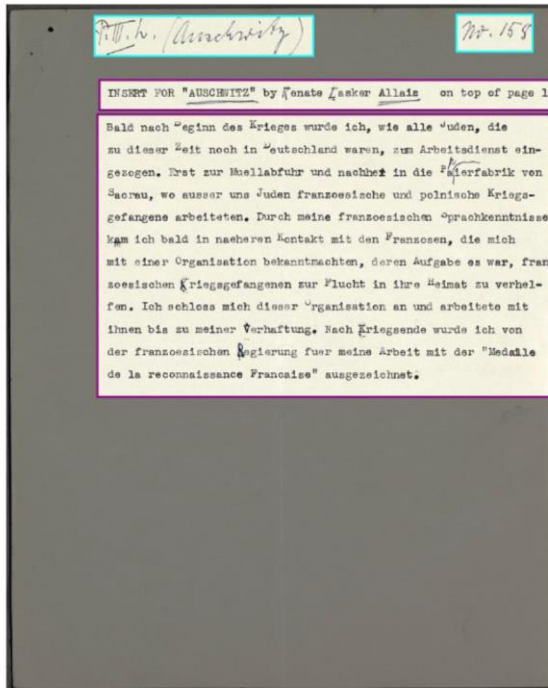 P.III.h. (Auschwitz) No. 158
INSERT FOR "AUSCHWITZ" by Renate Lasker Allais on top of page 1
Bald nach Beginn des Krieges wurde ich, wie alle Juden, die
zu dieser Zeit noch in Deutschland waren, zum Arbeitsdienst ein-
gezogen. Erst zur Muellabfuhr und nachher in die Papierfabrik von
Sacrau, wo ausser uns Juden franzoesische und polnische Kriegs-
gefangene arbeiteten. Durch meine franzoesischen Sprachkenntnisse
kam ich bald in naeheren Kontakt mit den Franzosen, die mich
mit einer Organisation bekanntmachten, deren Aufgabe es war, fran
zoesischen Kriegsgefangenen zur Flucht in ihre Heimat zu verhel-
fen. Ich schloss mich dieser Organisation an und arbeitete mit
ihnen bis zu meiner Verhaftung. Nach Kriegsende wurde ich von
der franzoesischen Regierung fuer meine Arbeit mit der "Medaille
de la reconnaissance Francaise" ausgezeichnet.